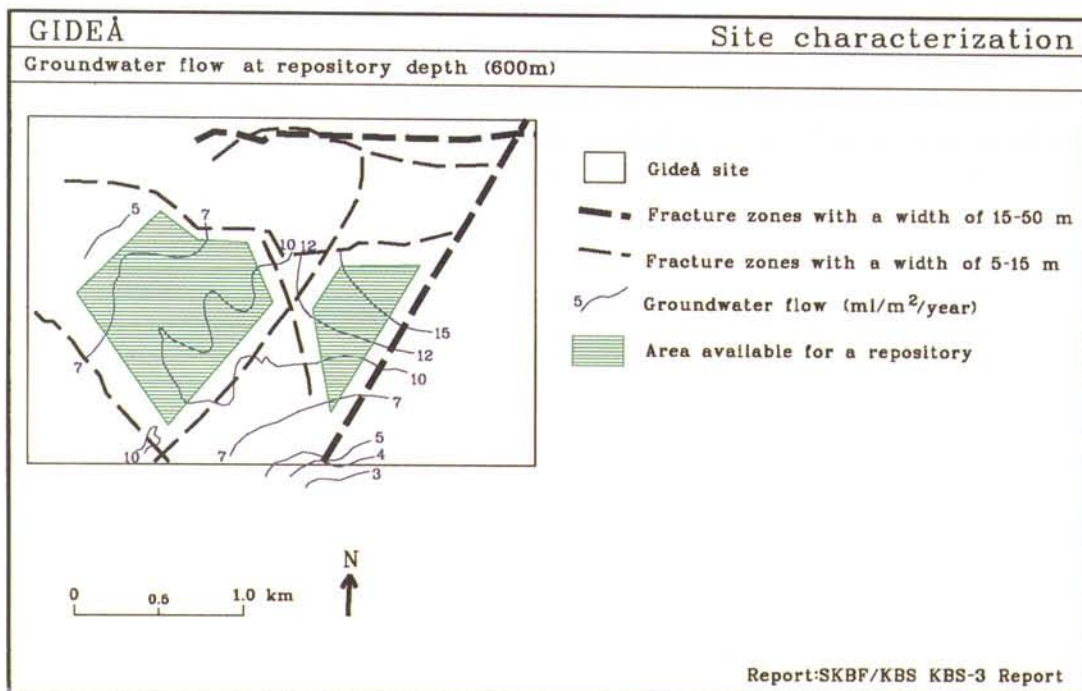 GIDEÅ
Site characterization
Groundwater flow at repository depth (600m)
Gideå site
Fracture zones with a width of 15-50 m
Fracture zones with a width of 5-15 m
5 Groundwater flow (ml/m²/year)
Area available for a repository
5
7
10 12
15
7
12
10
7
10
7
5
4
3
N
0 0.5 1.0 km
Report:SKBF/KBS KBS-3 Report